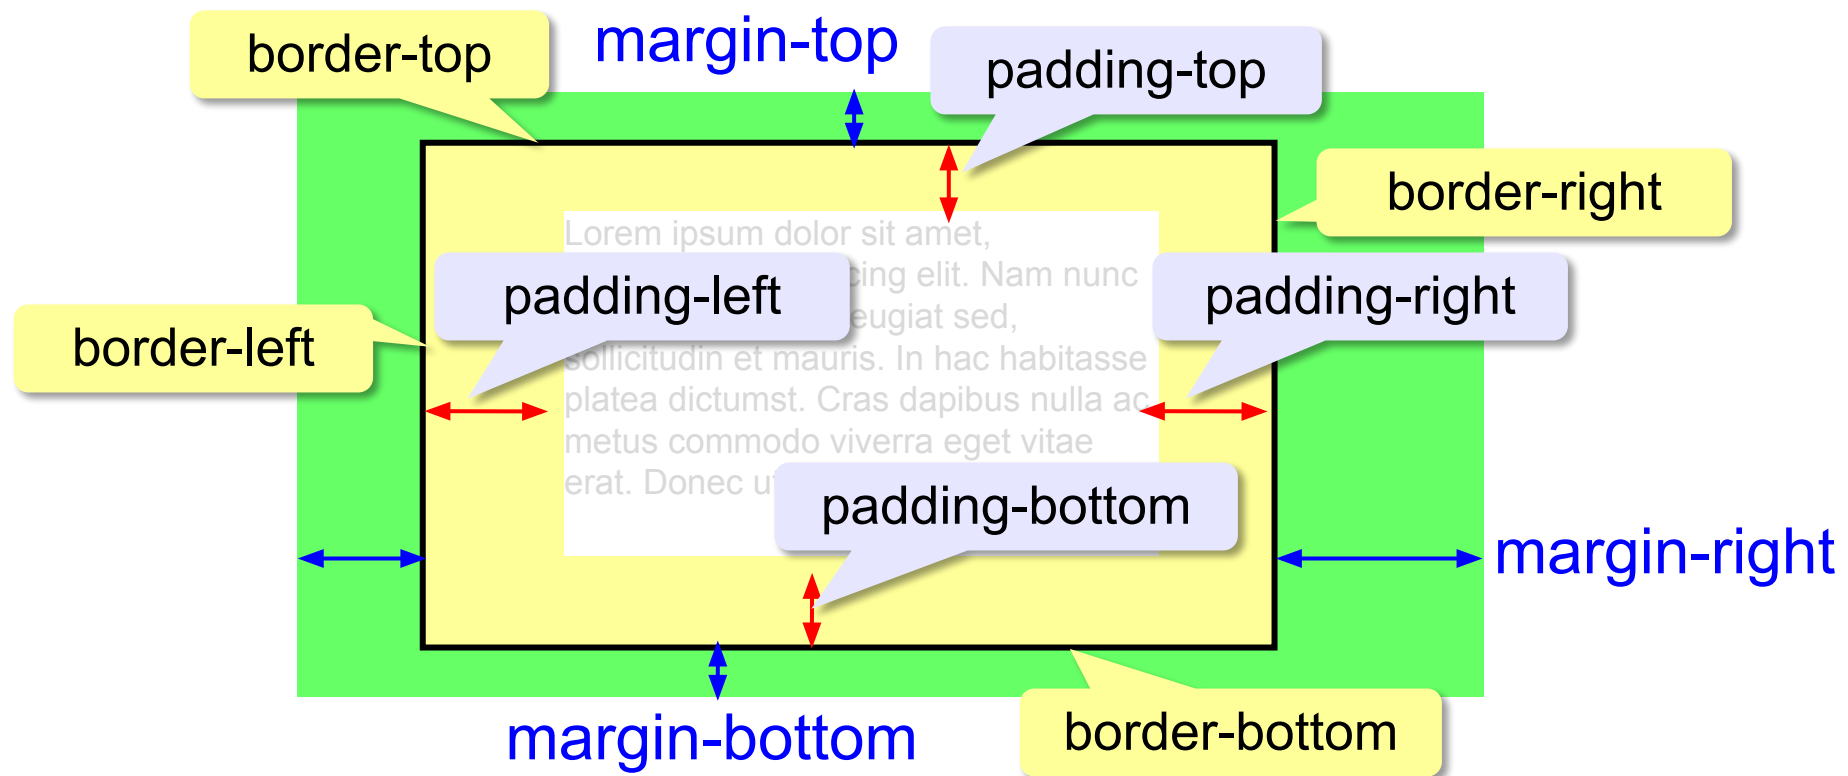 border-top
margin-top
padding-top
border-right
Lorem ipsum dolor sit amet,
cing elit. Nam nunc
padding-left
padding-right
eugiat sed,
border-left
sollicitudin et mauris. In hac habitasse
platea dictumst. Cras dapibus nulla ac
metus commodo viverra eget vitae
erat. Donec ut
padding-bottom
margin-right
margin-bottom
border-bottom